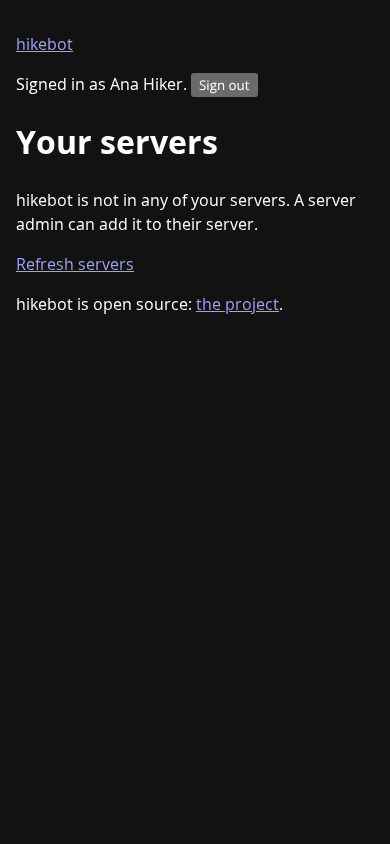 hikebot
Signed in as Ana Hiker. Sign out
Your servers
hikebot is not in any of your servers. A server
admin can add it to their server.
Refresh servers
hikebot is open source: the project.